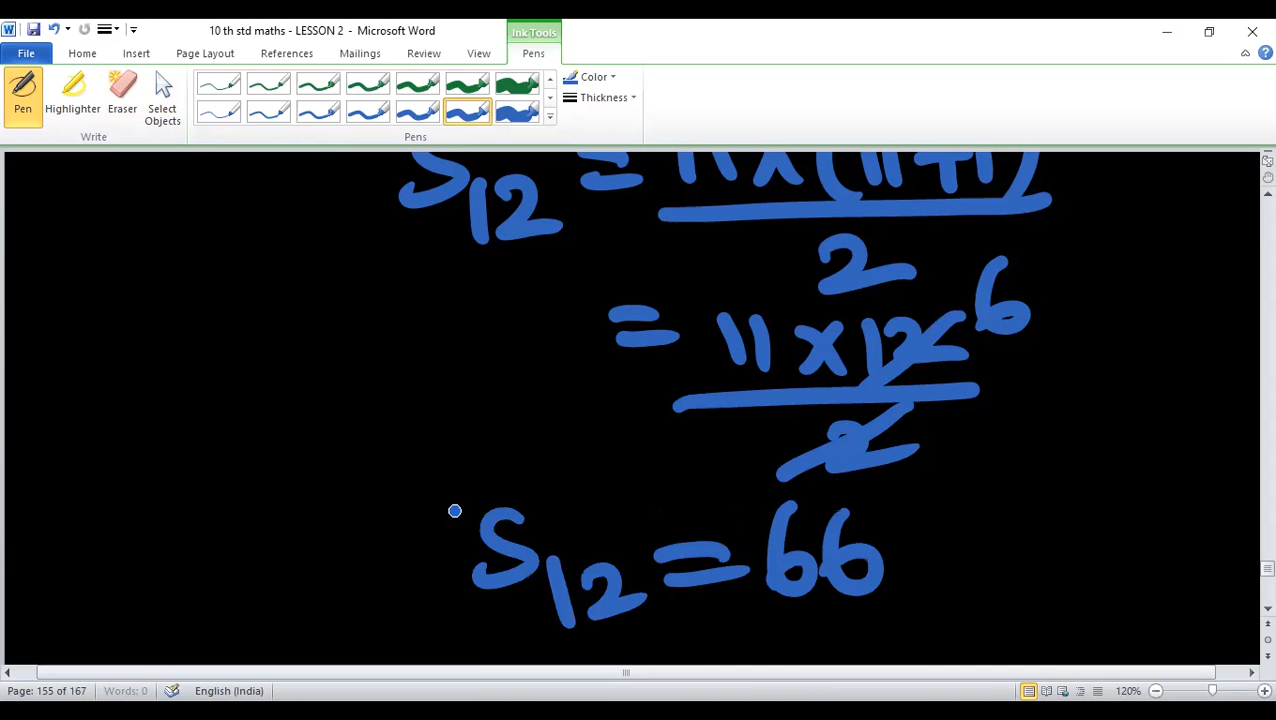 10 th std maths - LESSON 2 - Microsoft Word
Ink Tools
File Home Insert Page Layout References Mailings Review View Pens
Pen Highlighter Eraser Select Objects
Color
Thickness
Write Pens
S12 = 11 x (11+1)
2
= 11 x 12 6
2
S12 = 66
Page: 155 of 167 Words: 0 English (India) 120%